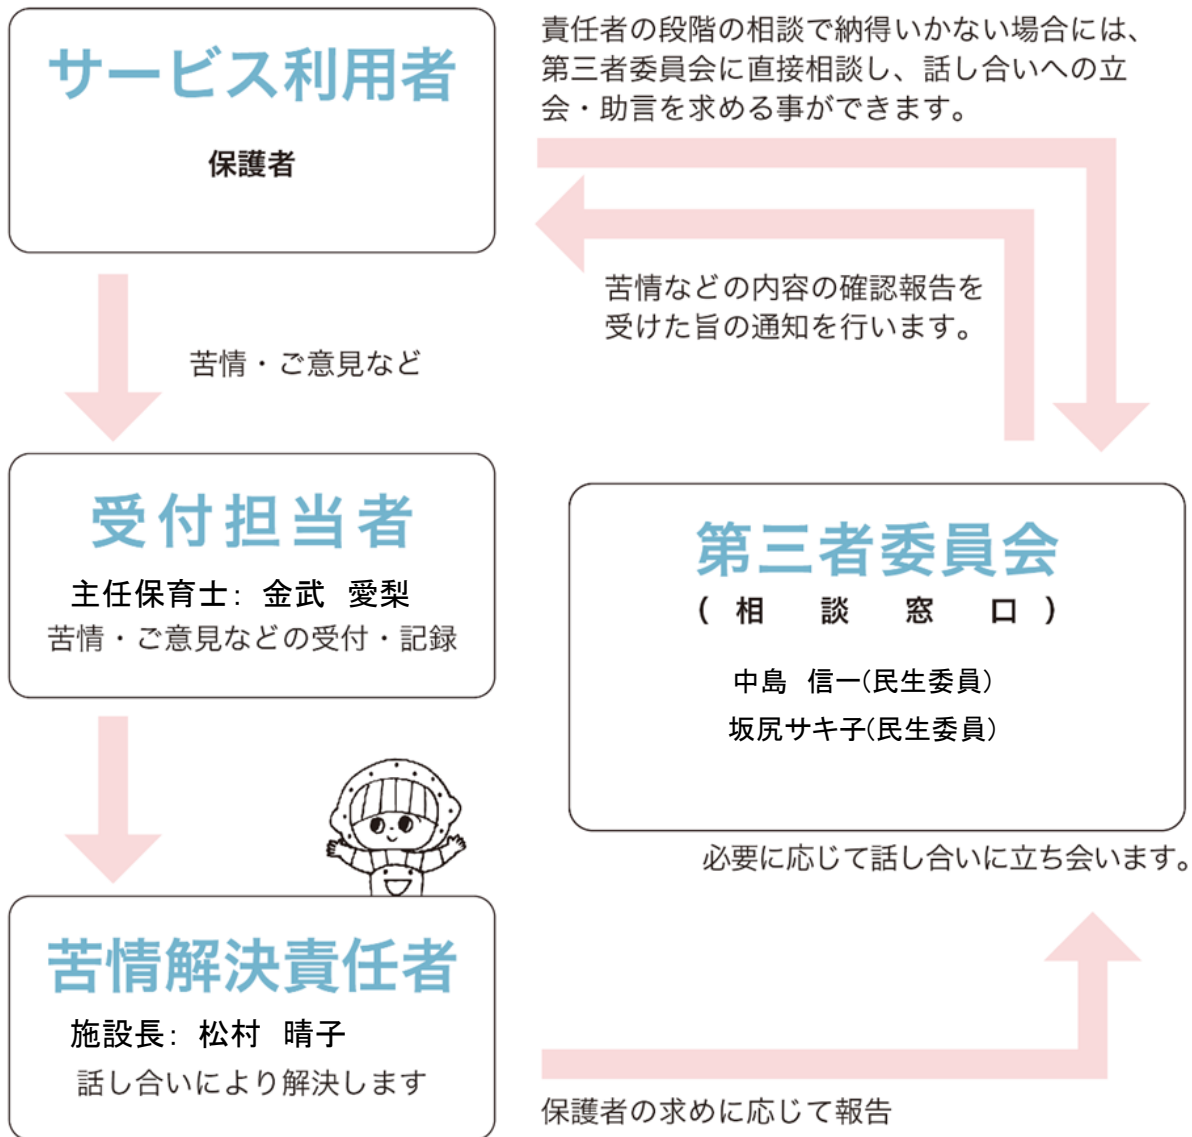 サービス利用者
保護者
責任者の段階の相談で納得いかない場合には、
第三者委員会に直接相談し、話し合いへの立
会・助言を求める事ができます。
苦情などの内容の確認報告を
受けた旨の通知を行います。
苦情・ご意見など
受付担当者
主任保育士: 金武 愛梨
苦情・ご意見などの受付・記録
第三者委員会
(相談窓口)
中島 信一(民生委員)
坂尻サキ子(民生委員)
必要に応じて話し合いに立ち会います。
苦情解決責任者
施設長: 松村 晴子
話し合いにより解決します
保護者の求めに応じて報告